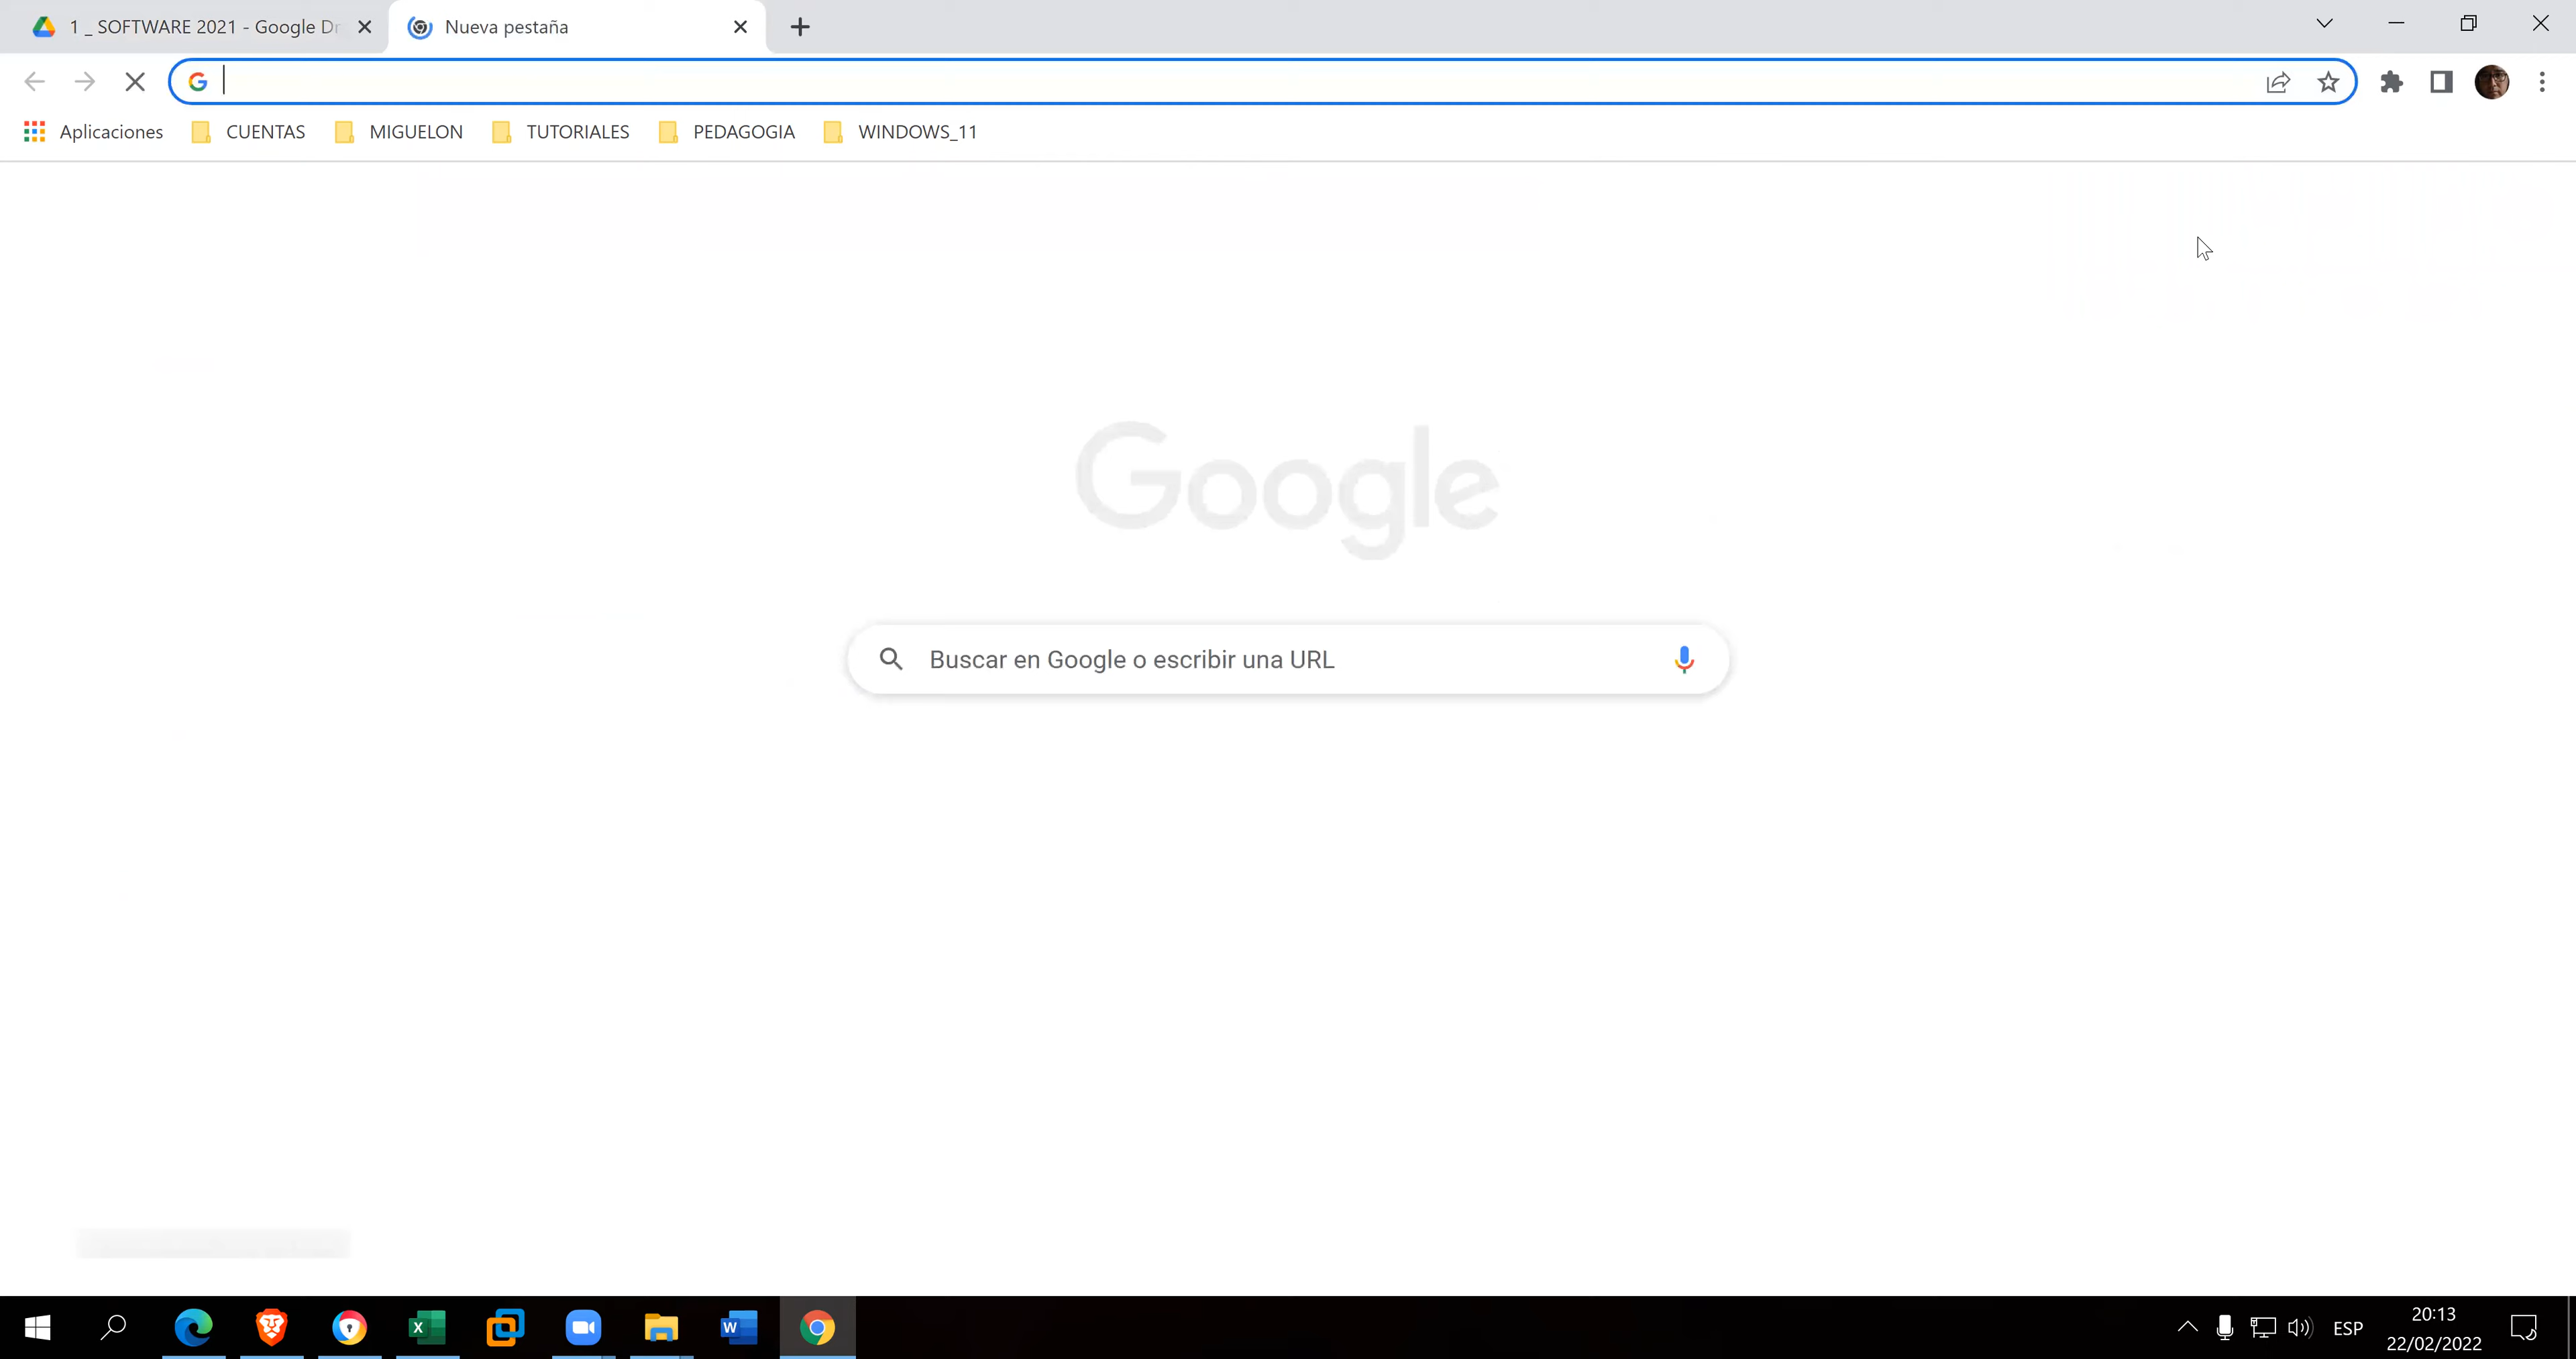 1 _ SOFTWARE 2021 - Google Dr
Nueva pestaña
Aplicaciones
CUENTAS
MIGUELON
TUTORIALES
PEDAGOGIA
WINDOWS_11
Google
Buscar en Google o escribir una URL
ESP
20:13
22/02/2022